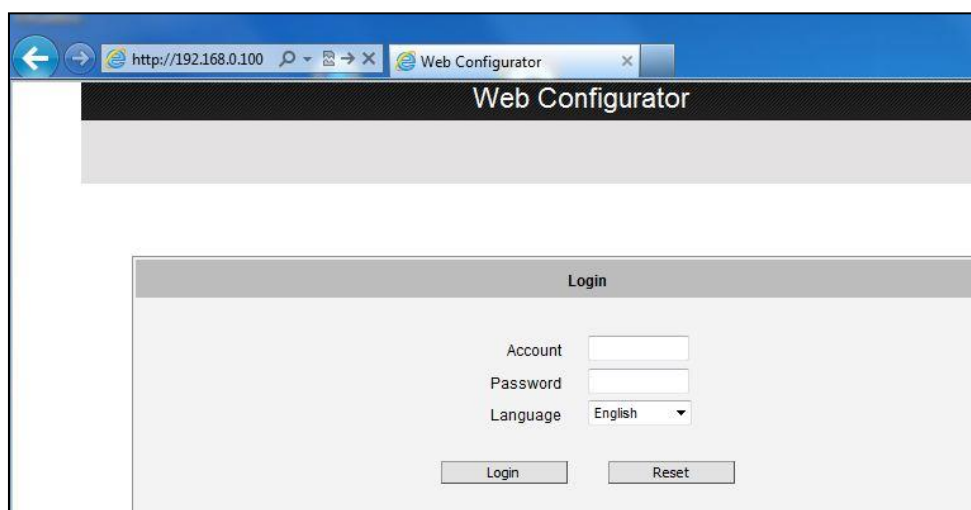 http://192.168.0.100 Web Configurator
Web Configurator
Login
Account
Password
Language English
Login Reset